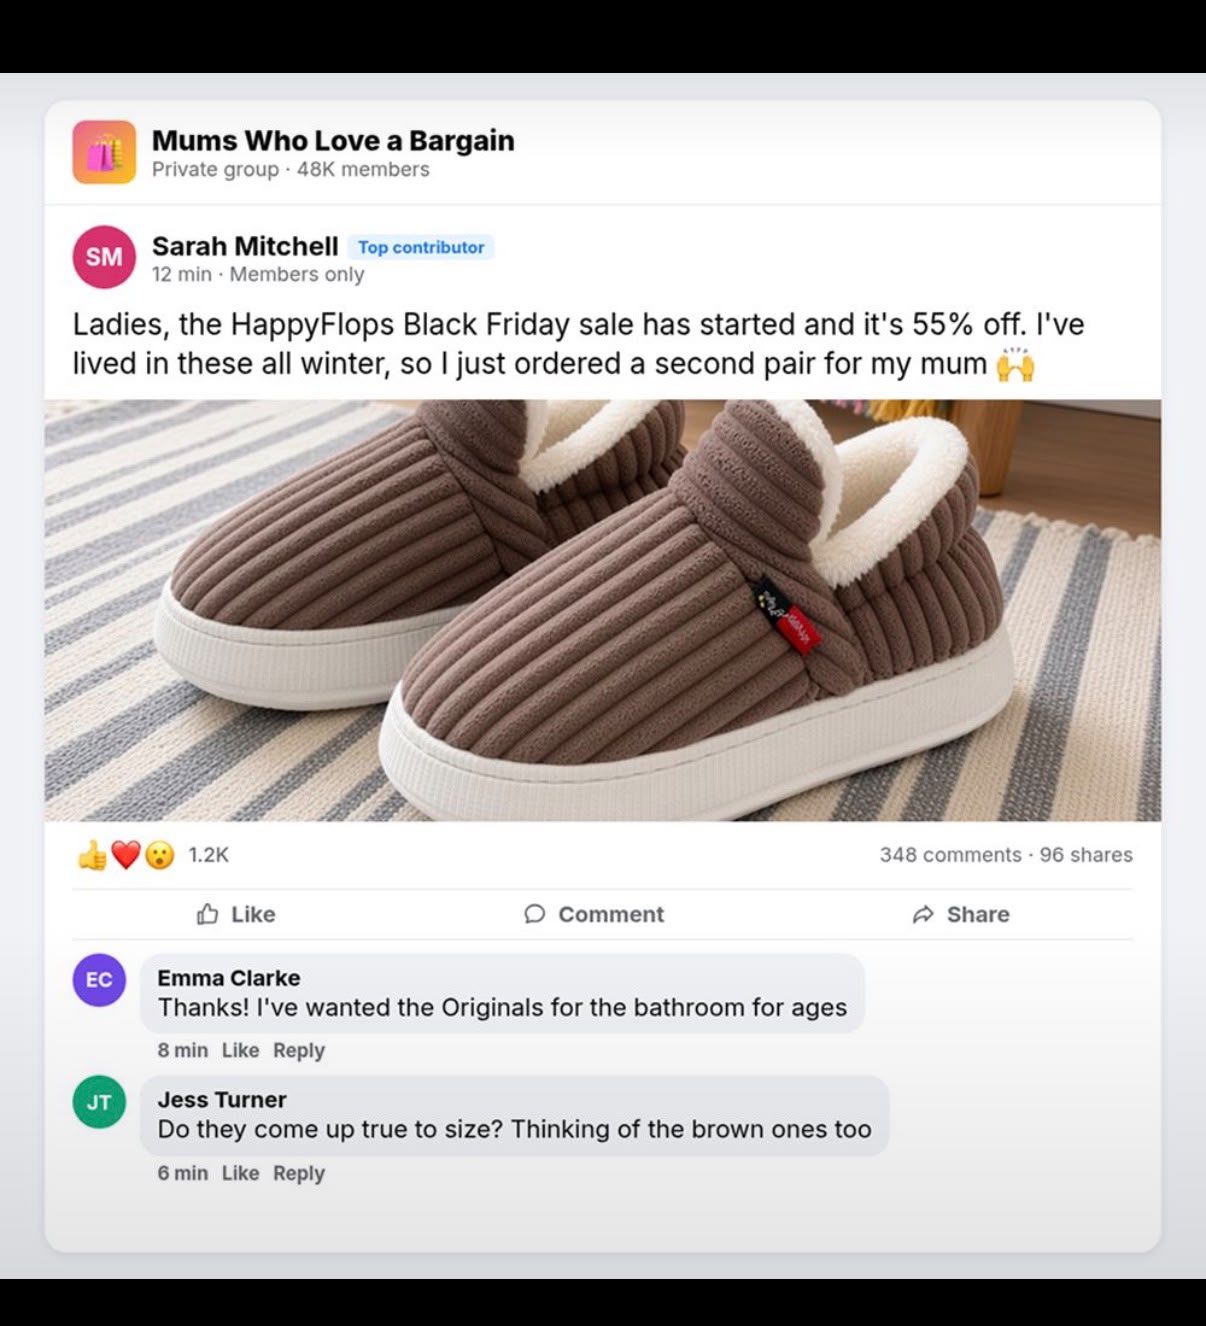 Mums Who Love a Bargain
Private group · 48K members
SM
Sarah Mitchell Top contributor
12 min · Members only
Ladies, the HappyFlops Black Friday sale has started and it's 55% off. I've
lived in these all winter, so I just ordered a second pair for my mum 🙌
1.2K
348 comments · 96 shares
Like
Comment
Share
EC
Emma Clarke
Thanks! I've wanted the Originals for the bathroom for ages
8 min Like Reply
JT
Jess Turner
Do they come up true to size? Thinking of the brown ones too
6 min Like Reply